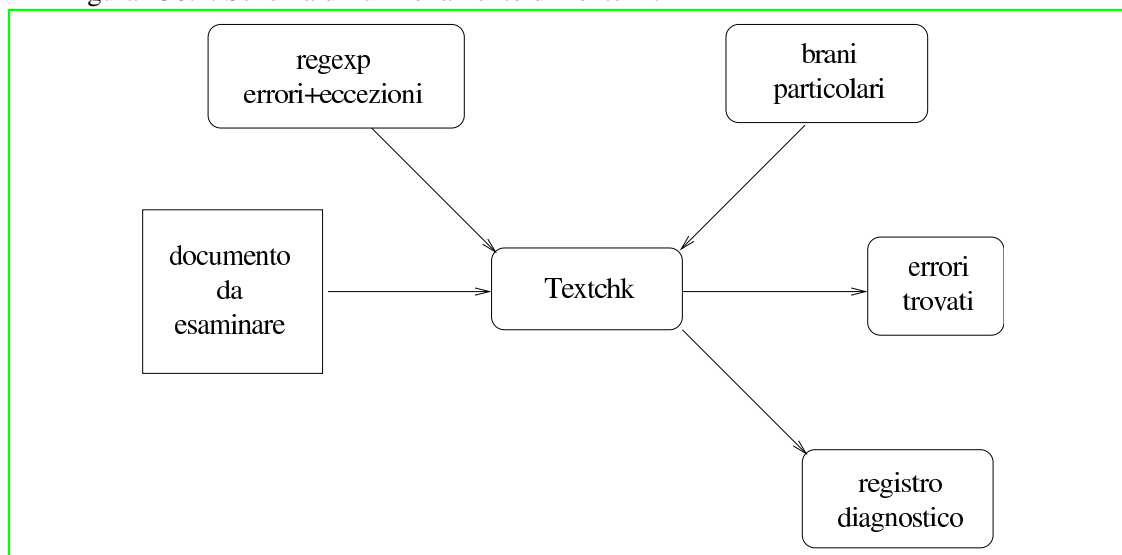 regexp
errori+eccezioni
brani
particolari
documento
da
esaminare
Textchk
errori
trovati
registro
diagnostico